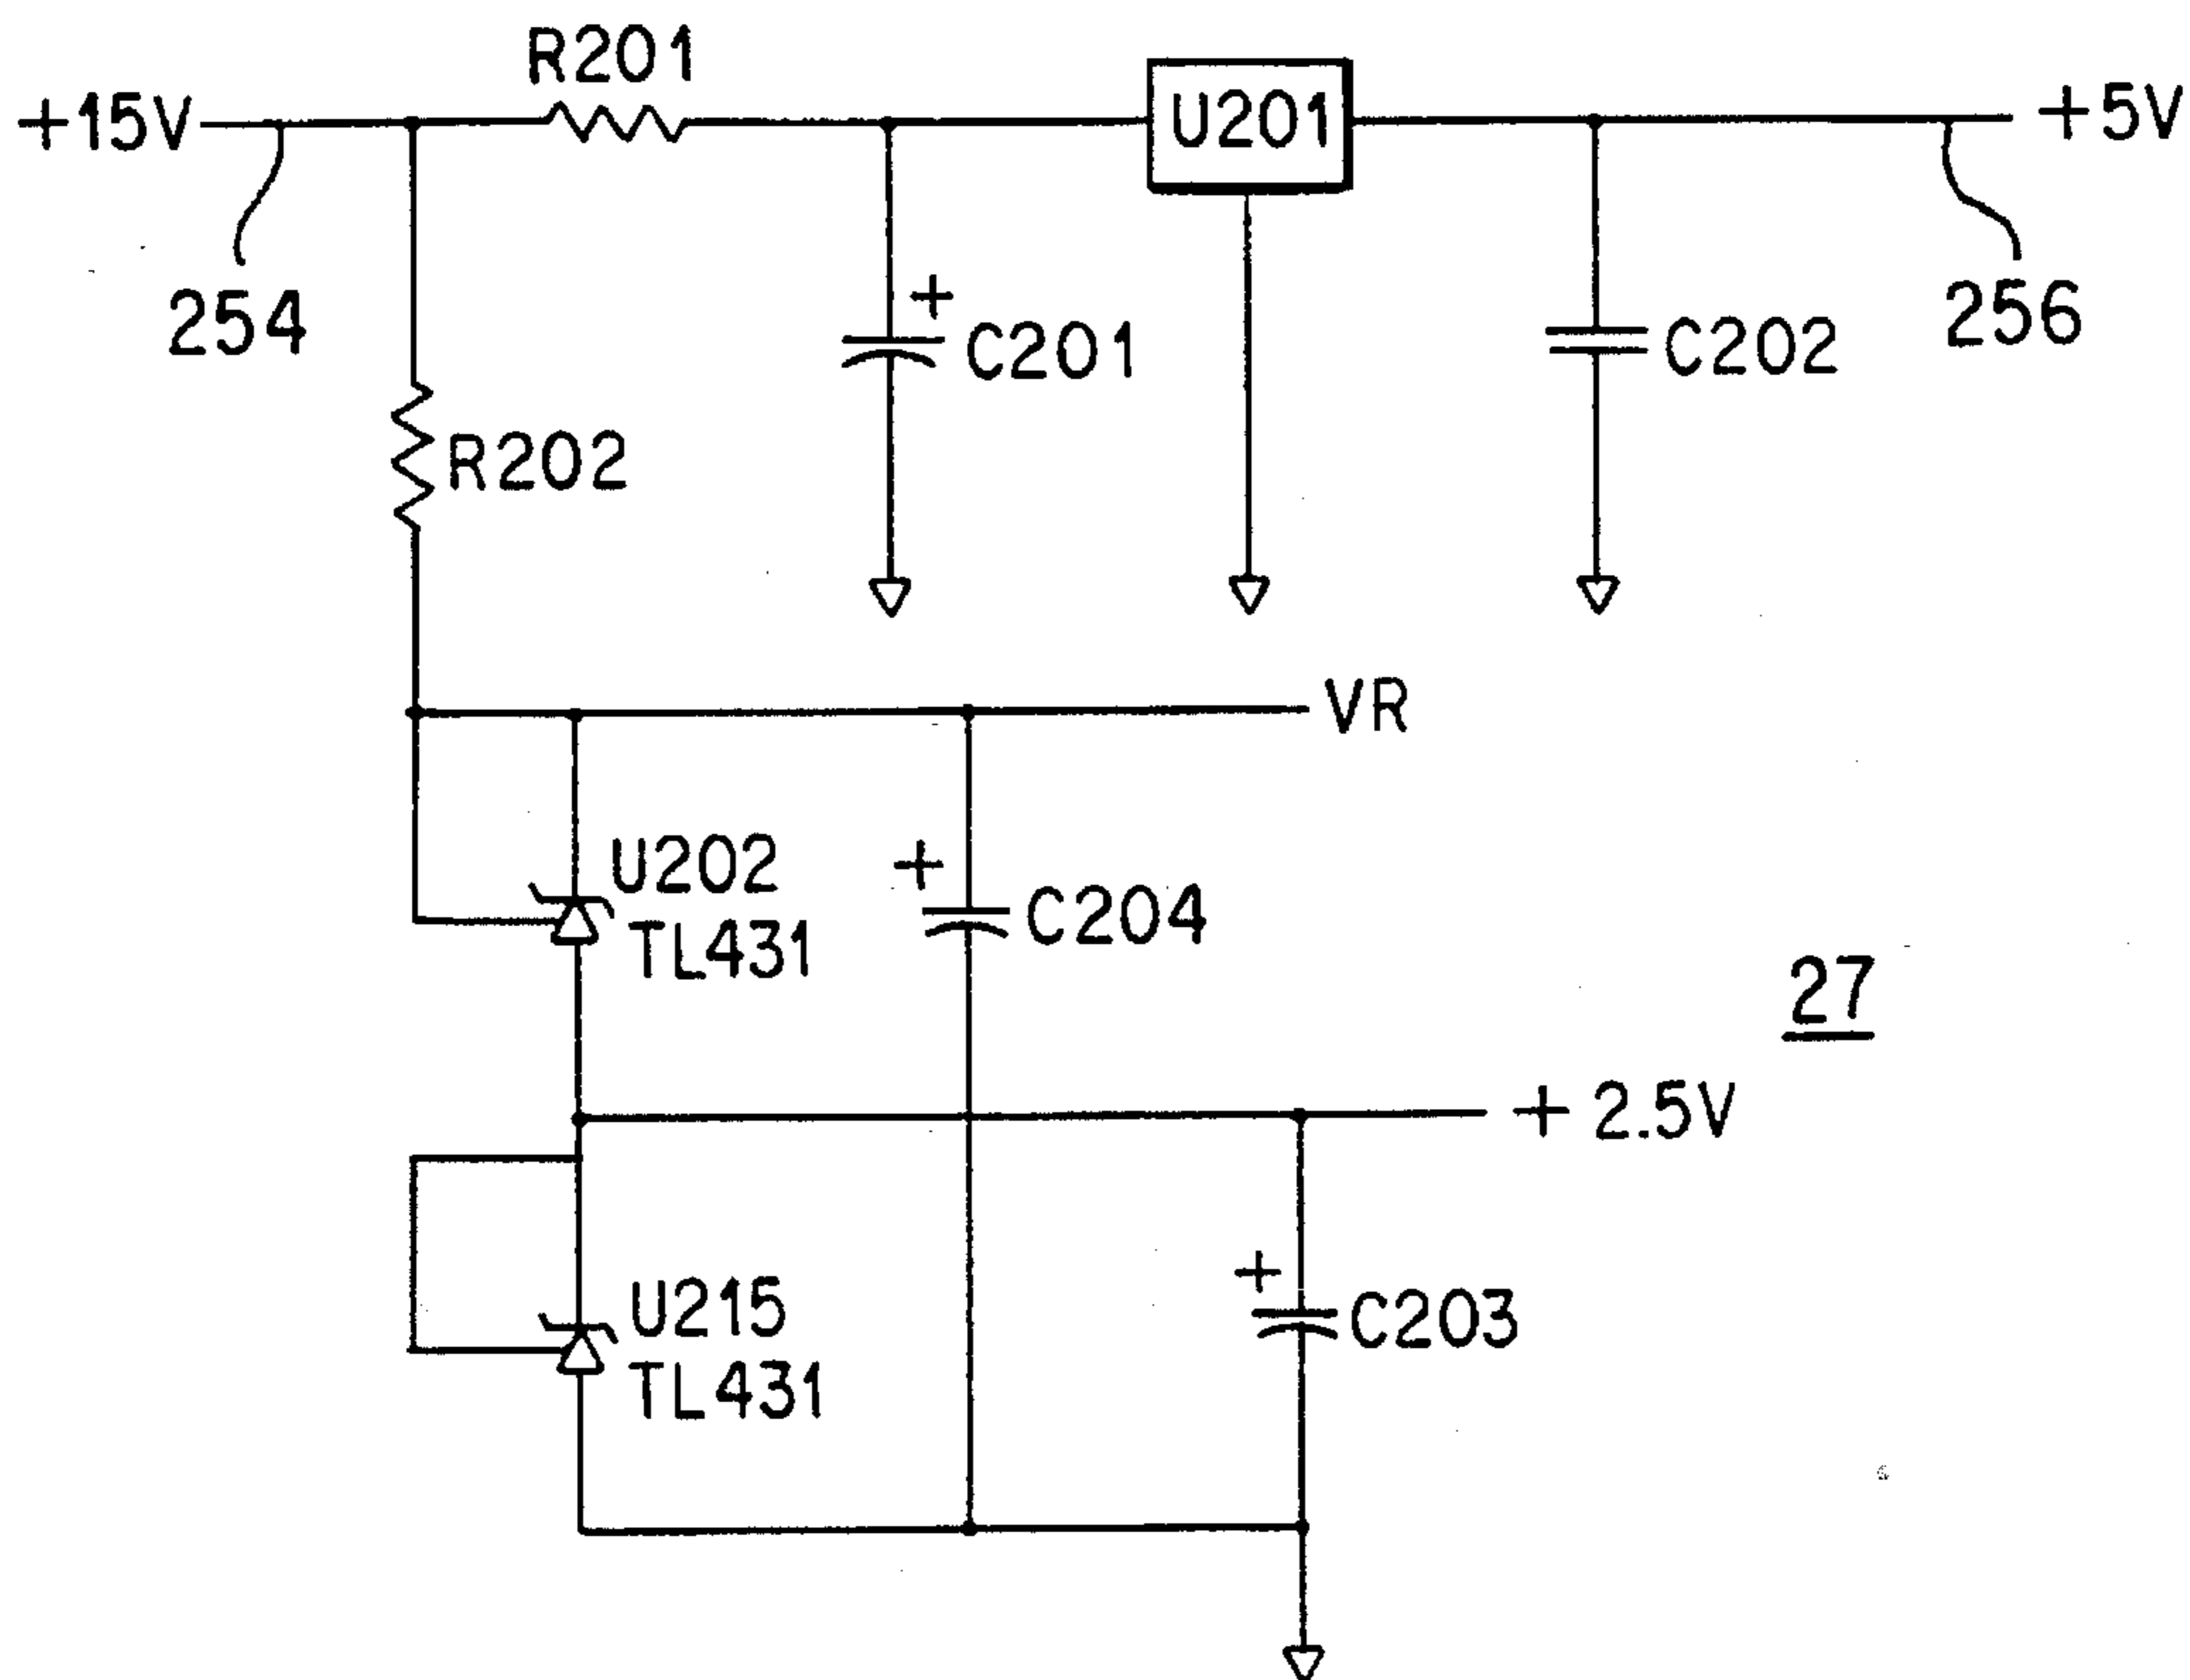 R201
+15V
U201
+5V
254
+
C201
C202
256
R202
VR
U202
TL431
+
C204
27
+ 2.5V
U215
TL431
+
C203